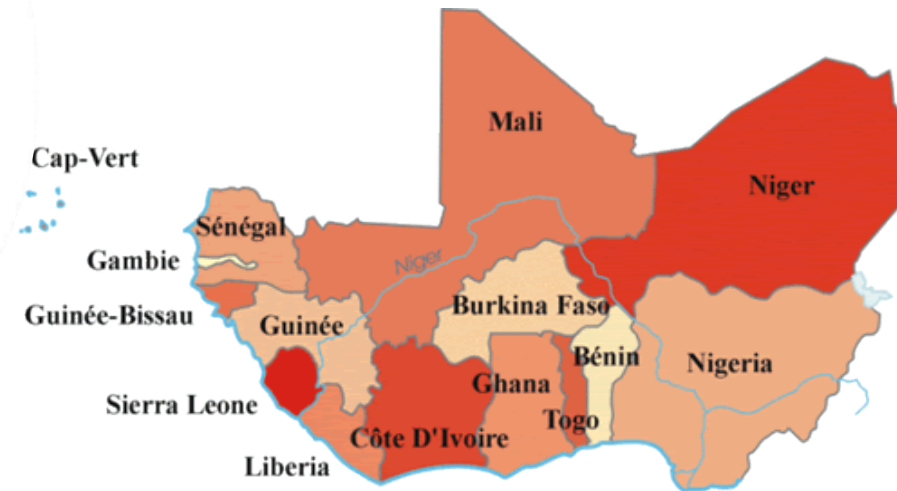 Mali
Cap-Vert
Niger
Sénégal
Gambie
Niger
Burkina Faso
Guinée-Bissau
Guinée
Bénin
Nigeria
Ghana
Sierra Leone
Togo
Côte D'Ivoire
Liberia